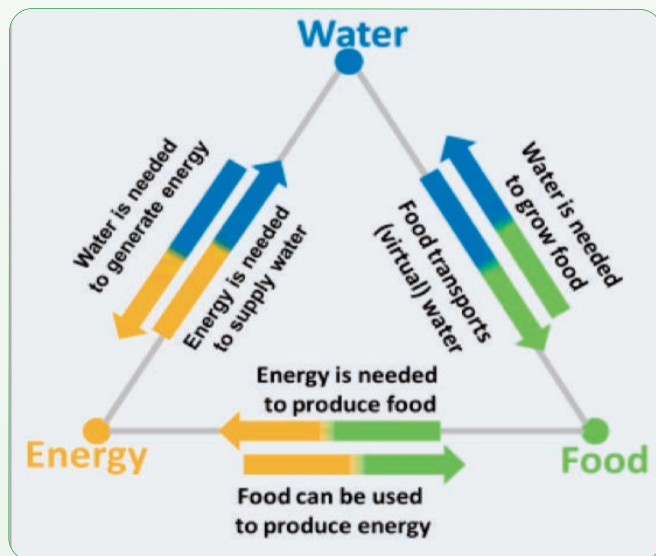 Water
Water is needed
to generate energy
Energy is needed
to supply water
Food transports
(virtual) water
Water is needed
to grow food
Energy is needed
to produce food
Energy
Food
Food can be used
to produce energy